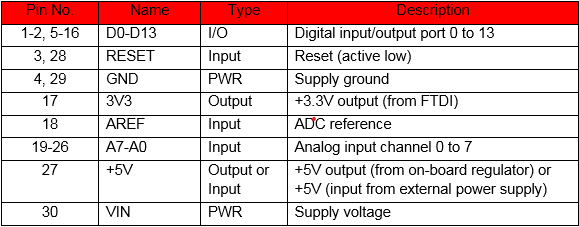 Pin No. Name Type Description
1-2, 5-16 D0-D13 I/O Digital input/output port 0 to 13
3, 28 RESET Input Reset (active low)
4, 29 GND PWR Supply ground
17 3V3 Output +3.3V output (from FTDI)
18 AREF Input ADC reference
19-26 A7-A0 Input Analog input channel 0 to 7
27 +5V Output or +5V output (from on-board regulator) or
Input +5V (input from external power supply)
30 VIN PWR Supply voltage